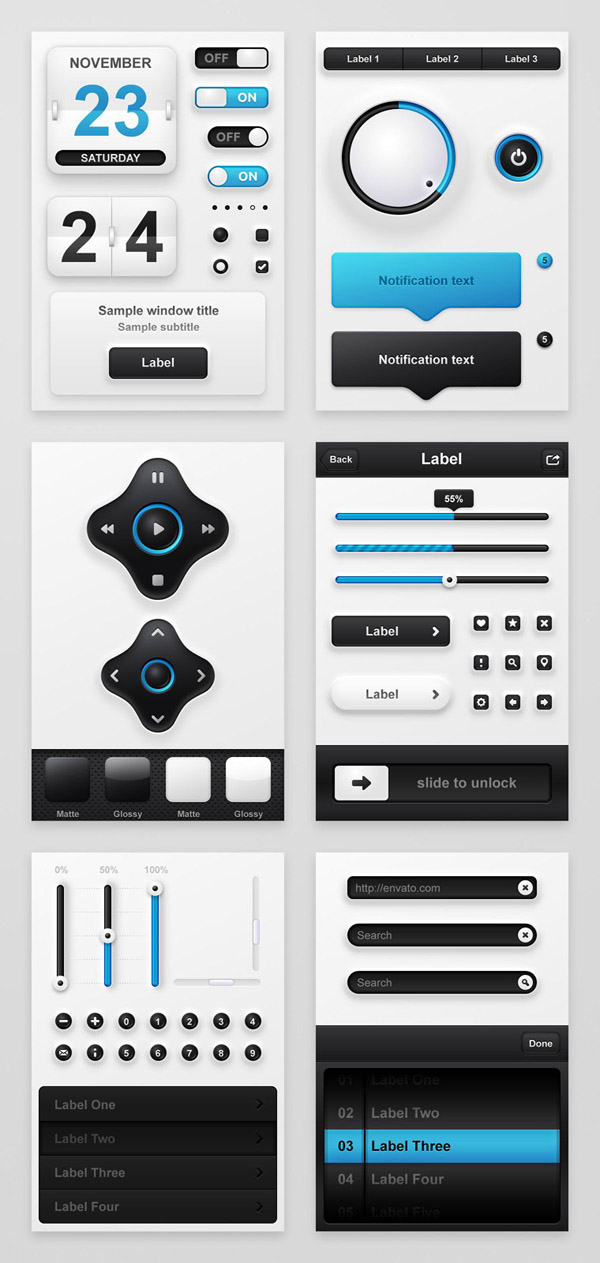 NOVEMBER
23
SATURDAY
OFF
ON
OFF
ON
2 4
Sample window title
Sample subtitle
Label
Label 1 Label 2 Label 3
Notification text
5
Notification text
5
Matte Glossy Matte Glossy
Back Label
55%
Label
Label
slide to unlock
0% 50% 100%
0 1 2 3 4
5 6 7 8 9
Label One
Label Two
Label Three
Label Four
http://envato.com
Search
Search
Done
01 Label One
02 Label Two
03 Label Three
04 Label Four
05 Label Five